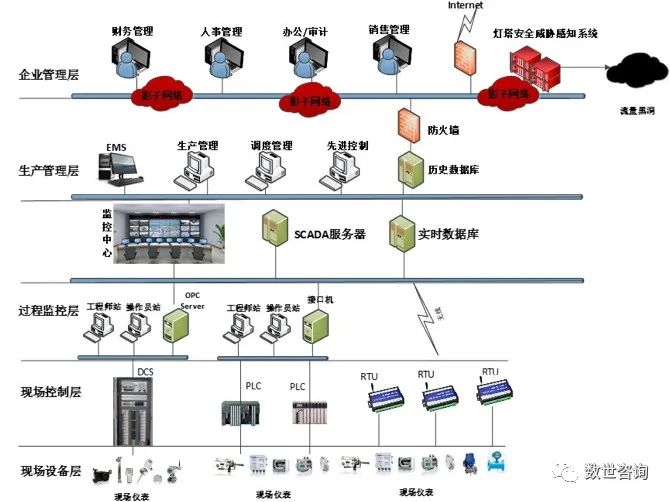 Internet
财务管理
人事管理
办公/审计
销售管理
灯塔安全威胁感知系统
企业管理层
影子网络
影子网络
影子网络
流量黑洞
防火墙
EMS
生产管理
调度管理
先进控制
生产管理层
历史数据库
监控中心
SCADA服务器
实时数据库
过程监控层
工程师站
操作员站
OPC
Server
工程师站
操作员站
接口机
无线
现场控制层
DCS
PLC
PLC
RTU
RTU
RTU
现场设备层
现场仪表
现场仪表
现场仪表
数世咨询